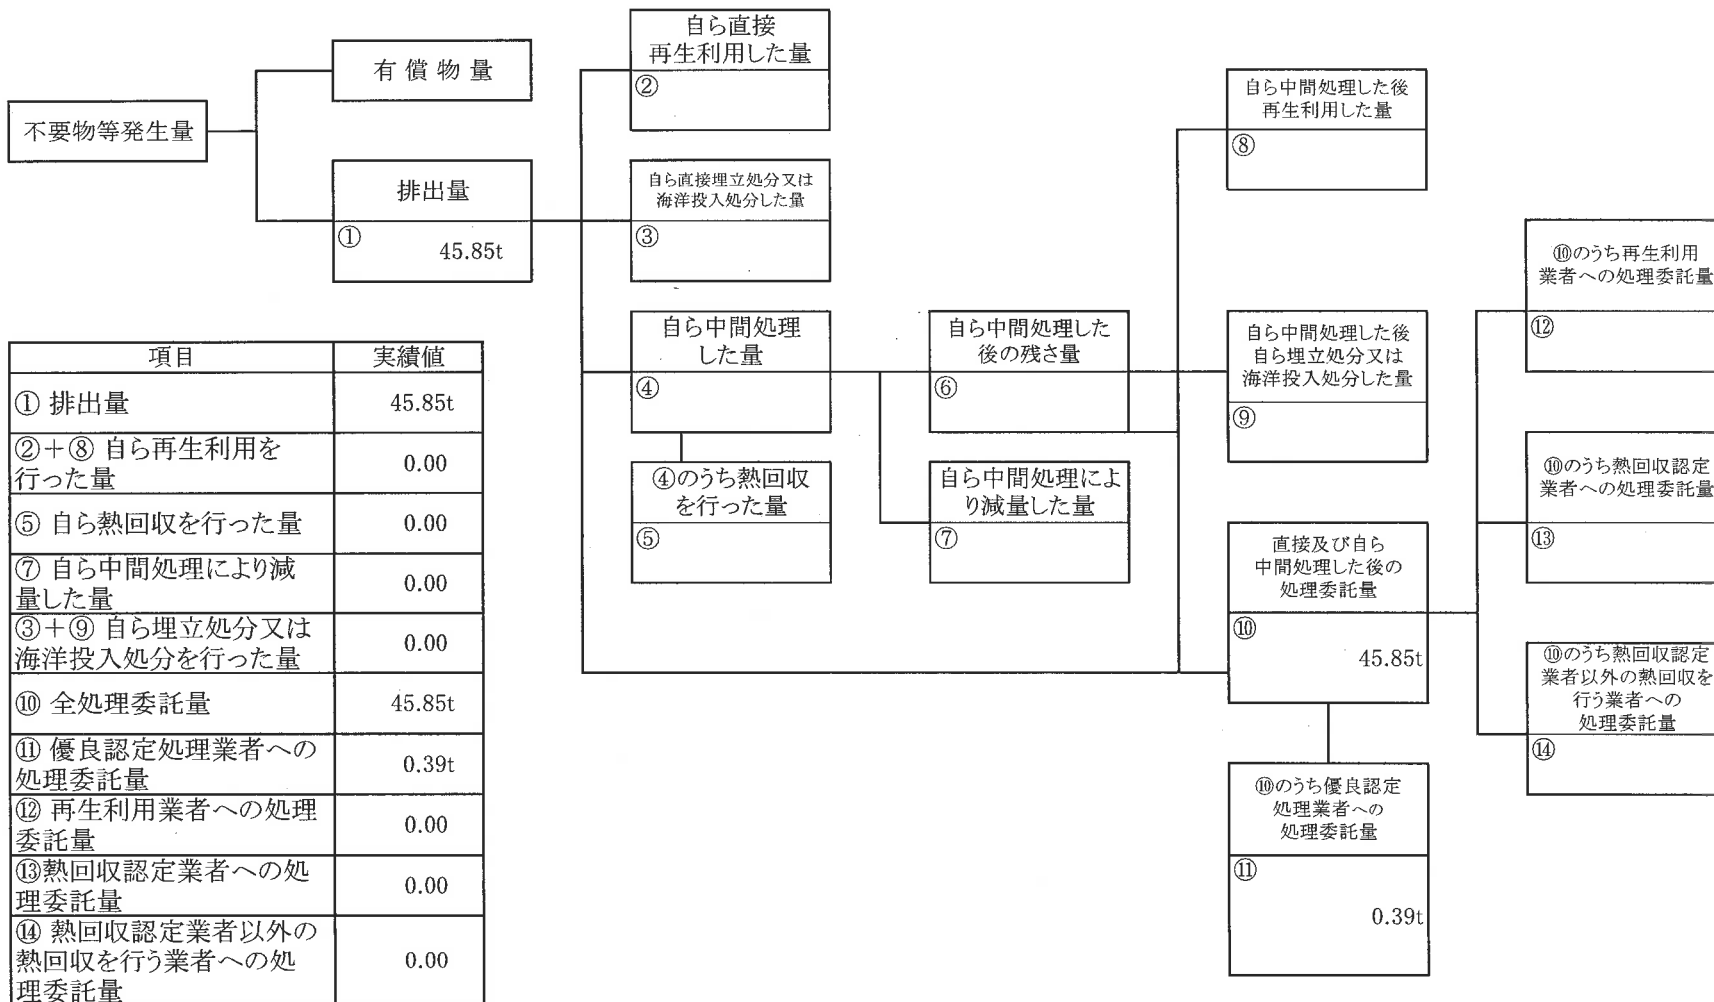 不要物等発生量
有償物量
排出量
①
45.85t
自ら直接
再生利用した量
②
自ら直接埋立処分又は
海洋投入処分した量
③
自ら中間処理
した量
④
④のうち熱回収
を行った量
⑤
自ら中間処理した
後の残さ量
⑥
自ら中間処理によ
り減量した量
⑦
自ら中間処理した後
再生利用した量
⑧
自ら中間処理した後
自ら埋立処分又は
海洋投入処分した量
⑨
直接及び自ら
中間処理した後の
処理委託量
⑩
45.85t
⑩のうち優良認定
処理業者への
処理委託量
⑪
0.39t
⑩のうち再生利用
業者への処理委託量
⑫
⑩のうち熱回収認定
業者への処理委託量
⑬
⑩のうち熱回収認定
業者以外の熱回収を
行う業者への
処理委託量
⑭
項目 実績値
① 排出量 45.85t
②+⑧ 自ら再生利用を
行った量 0.00
⑤ 自ら熱回収を行った量 0.00
⑦ 自ら中間処理により減
量した量 0.00
③+⑨ 自ら埋立処分又は
海洋投入処分を行った量 0.00
⑩ 全処理委託量 45.85t
⑪ 優良認定処理業者への
処理委託量 0.39t
⑫ 再生利用業者への処理
委託量 0.00
⑬熱回収認定業者への処
理委託量 0.00
⑭ 熱回収認定業者以外の
熱回収を行う業者への処
理委託量 0.00